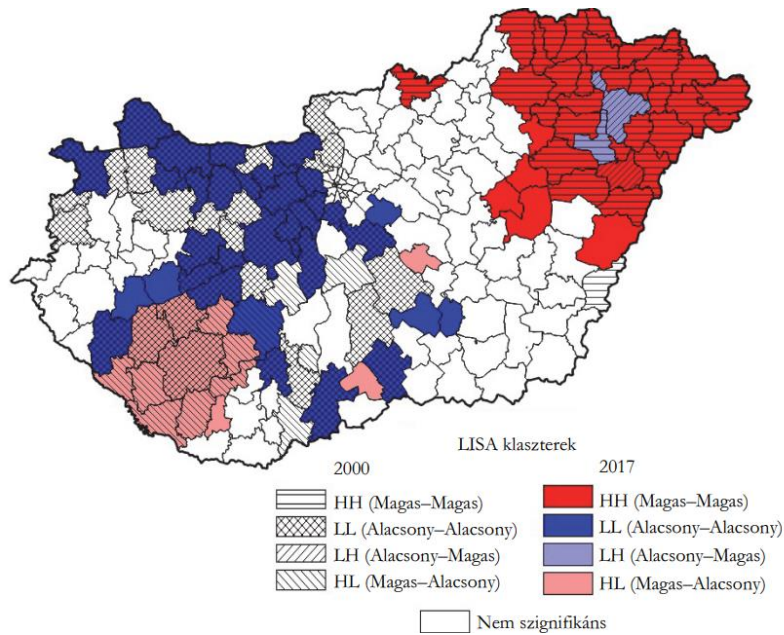 LISA klaszterek
2000
2017
HH (Magas–Magas)
HH (Magas–Magas)
LL (Alacsony–Alacsony)
LL (Alacsony–Alacsony)
LH (Alacsony–Magas)
LH (Alacsony–Magas)
HL (Magas–Alacsony)
HL (Magas–Alacsony)
Nem szignifikáns